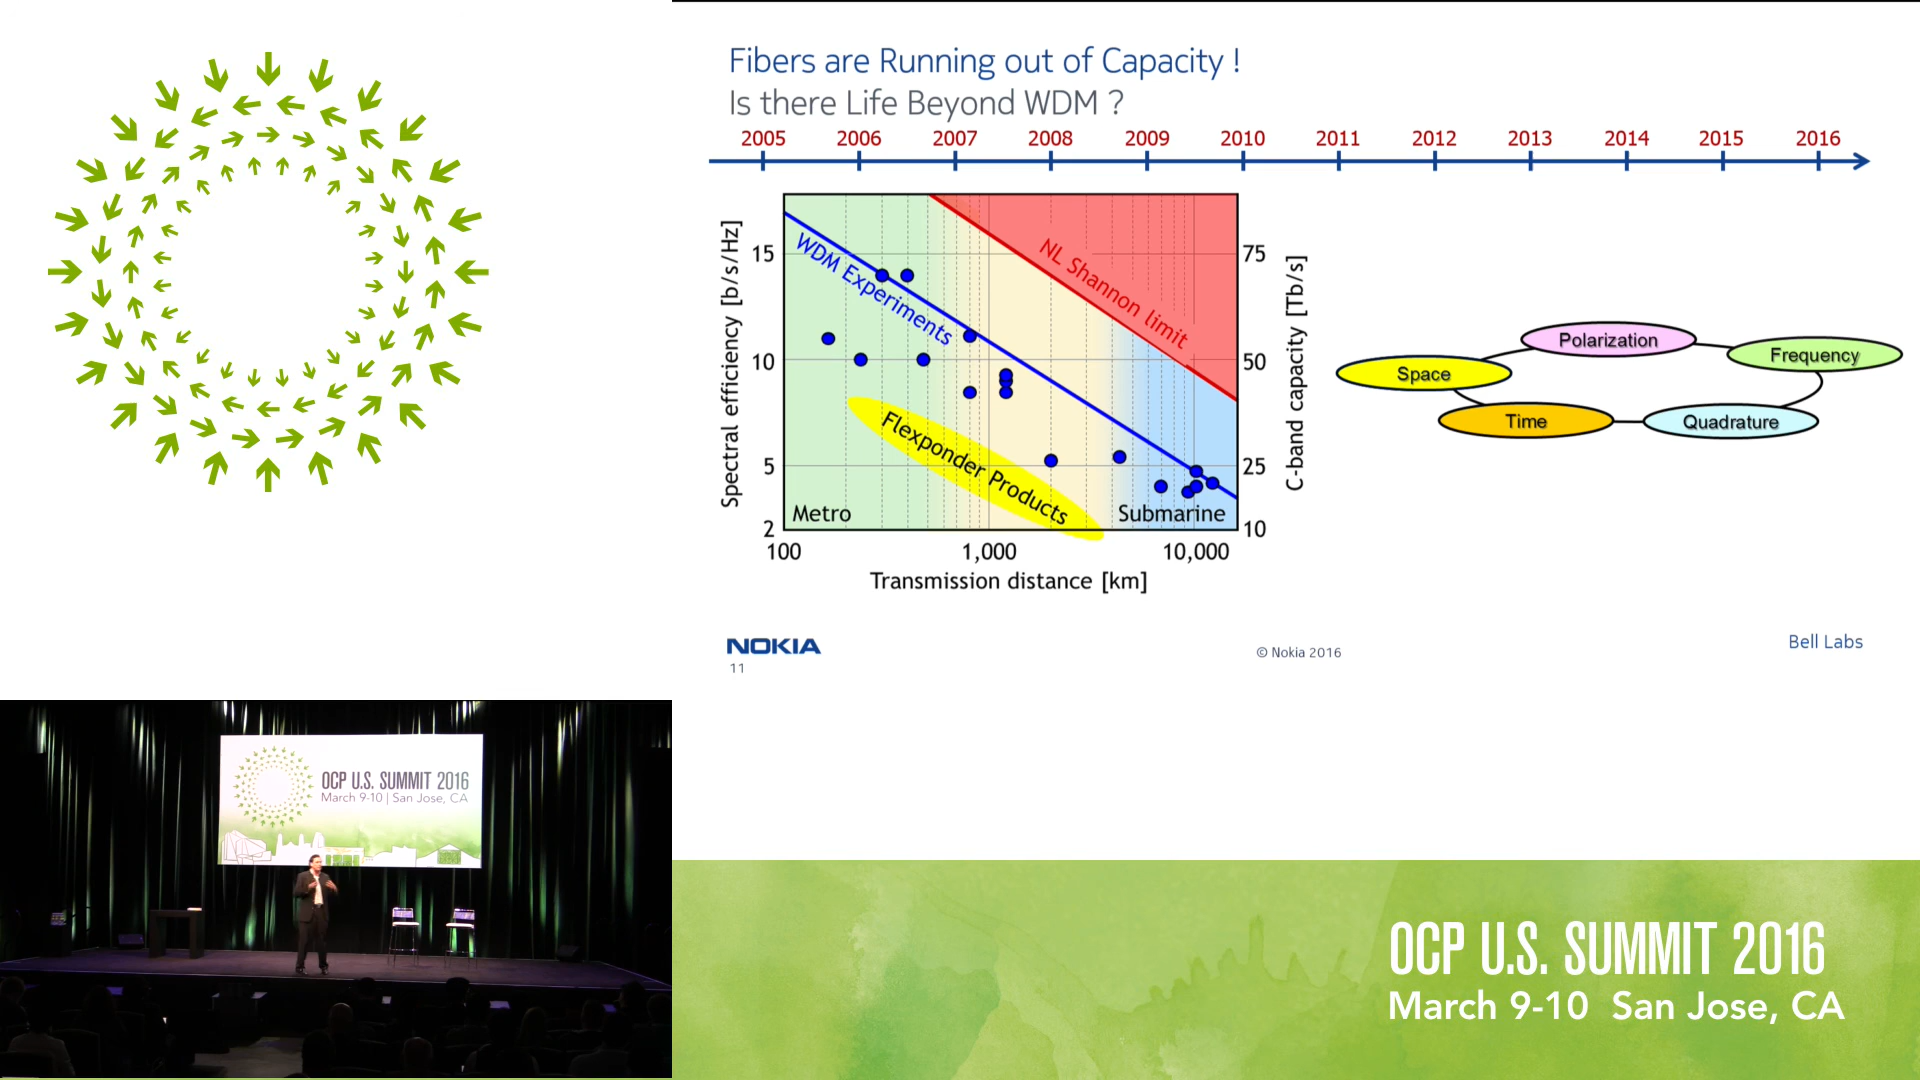 Fibers are Running out of Capacity !
Is there Life Beyond WDM ?
2005 2006 2007 2008 2009 2010 2011 2012 2013 2014 2015 2016
Spectral efficiency [b/s/Hz]
15
10
5
2
WDM Experiments
NL Shannon limit
Flexponder Products
Metro
Submarine
75
50
25
10
C-band capacity [Tb/s]
100 1,000 10,000
Transmission distance [km]
Polarization
Frequency
Space
Time
Quadrature
NOKIA
11
© Nokia 2016
Bell Labs
OCP U.S. SUMMIT 2016
March 9-10 | San Jose, CA
OCP U.S. SUMMIT 2016
March 9-10 San Jose, CA